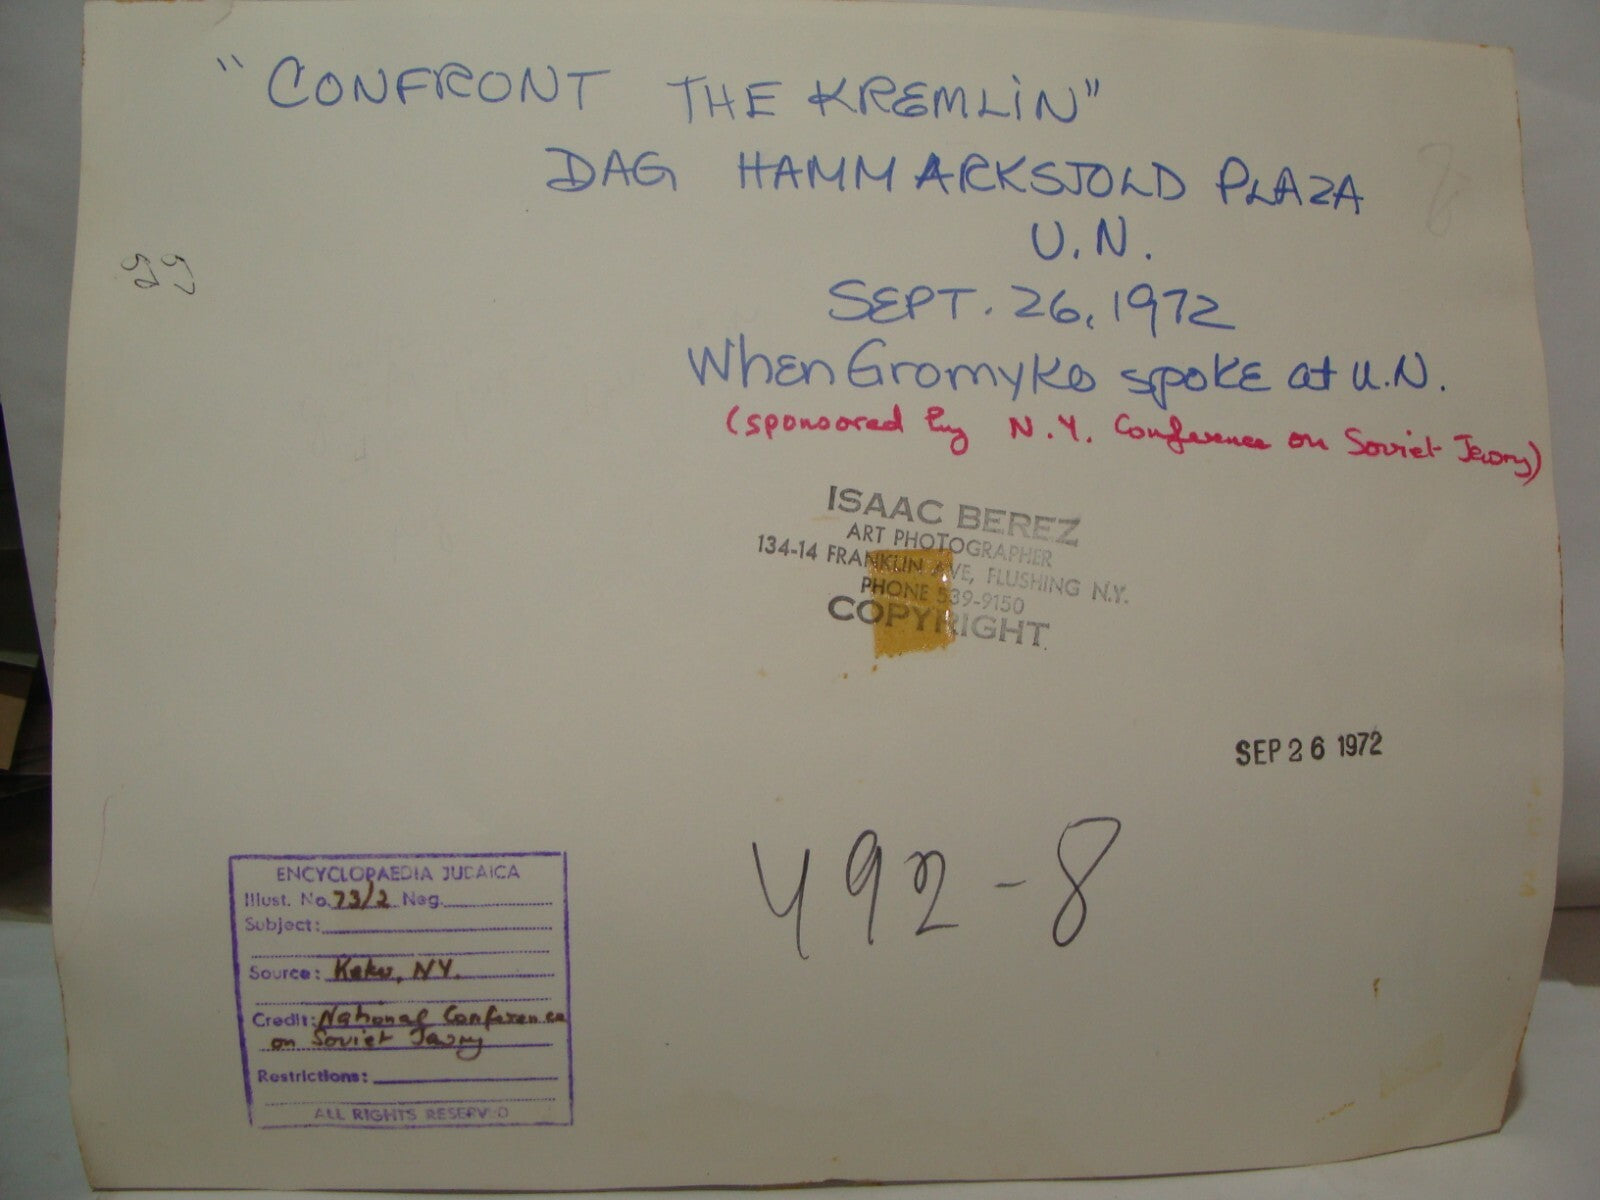 "CONFRONT THE KREMLIN"
DAG HAMMARKSJOLD PLAZA
U.N.
SEPT. 26, 1972
When Gromyko spoke at U.N.
(sponsored by N.Y. Conference on Soviet Jewry)
ISAAC BEREZ
ART PHOTOGRAPHER
134-14 FRANKLIN AVE, FLUSHING N.Y.
PHONE 539-9150
COPYRIGHT
SEP 26 1972
492-8
ENCYCLOPAEDIA JUDAICA
Illust. No. 73/2 Neg.
Subject:
Source: NY.
Credit: National Conference
on Soviet Jewry
Restrictions:
ALL RIGHTS RESERVED